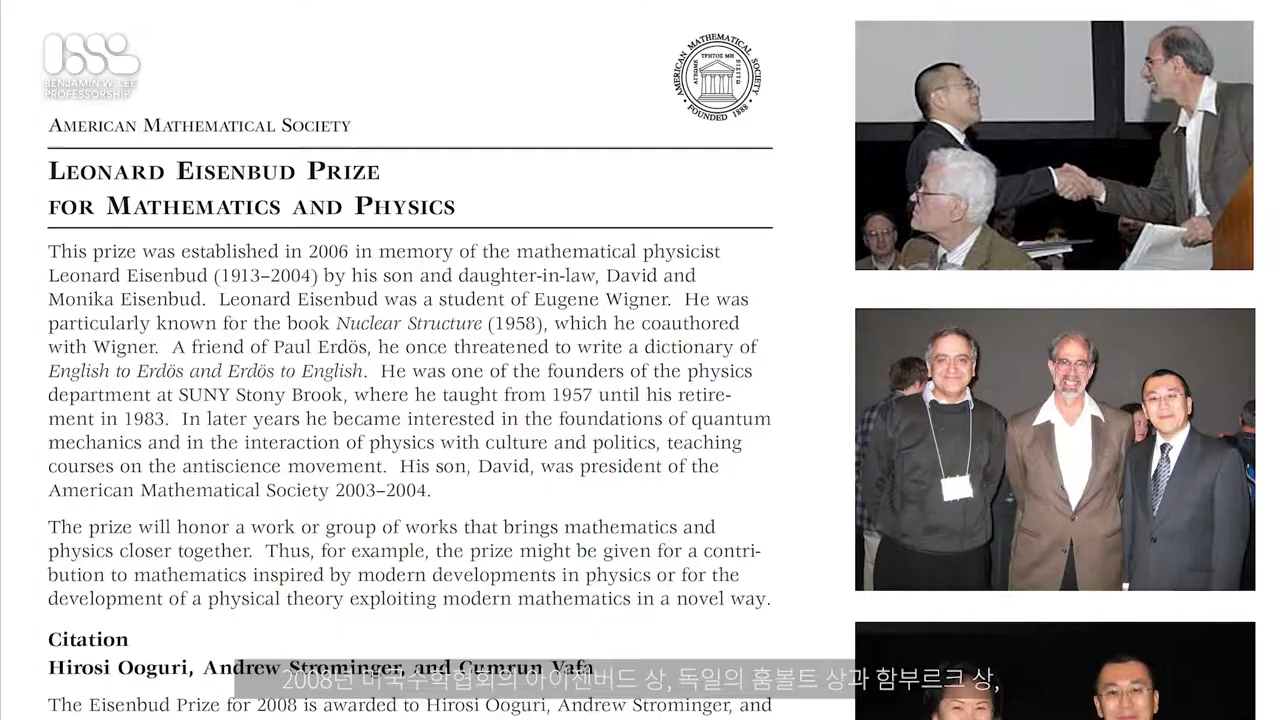 BENJAMIN W. LEE
PROFESSORSHIP
AMERICAN MATHEMATICAL SOCIETY
ΤΡΗΤΟΣ ΜΗ
FOUNDED 1888
AMERICAN MATHEMATICAL SOCIETY
LEONARD EISENBUD PRIZE
FOR MATHEMATICS AND PHYSICS
This prize was established in 2006 in memory of the mathematical physicist
Leonard Eisenbud (1913–2004) by his son and daughter-in-law, David and
Monika Eisenbud. Leonard Eisenbud was a student of Eugene Wigner. He was
particularly known for the book Nuclear Structure (1958), which he coauthored
with Wigner. A friend of Paul Erdös, he once threatened to write a dictionary of
English to Erdös and Erdös to English. He was one of the founders of the physics
department at SUNY Stony Brook, where he taught from 1957 until his retire-
ment in 1983. In later years he became interested in the foundations of quantum
mechanics and in the interaction of physics with culture and politics, teaching
courses on the antiscience movement. His son, David, was president of the
American Mathematical Society 2003–2004.
The prize will honor a work or group of works that brings mathematics and
physics closer together. Thus, for example, the prize might be given for a contri-
bution to mathematics inspired by modern developments in physics or for the
development of a physical theory exploiting modern mathematics in a novel way.
Citation
Hirosi Ooguri, Andrew Strominger, and Cumrun Vafa
2008년 미국수학협회의 아이젠버드 상, 독일의 훔볼트 상과 함부르크 상,
The Eisenbud Prize for 2008 is awarded to Hirosi Ooguri, Andrew Strominger, and